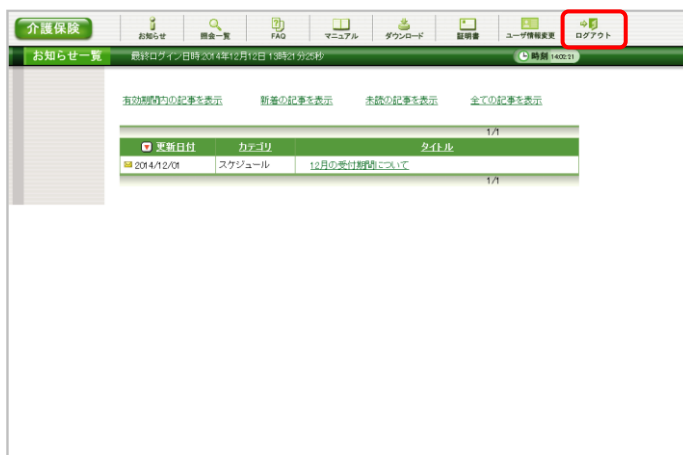 介護保険
お知らせ 照会一覧 FAQ マニュアル ダウンロード 証明書 ユーザ情報変更 ログアウト
お知らせ一覧 最終ログイン日時:2014年12月12日 13時21分25秒 時刻 14:02:11
有効期間内の記事を表示 新着の記事を表示 未読の記事を表示 全ての記事を表示
1/1
更新日付 カテゴリ タイトル
2014/12/01 スケジュール 12月の受付期間について
1/1